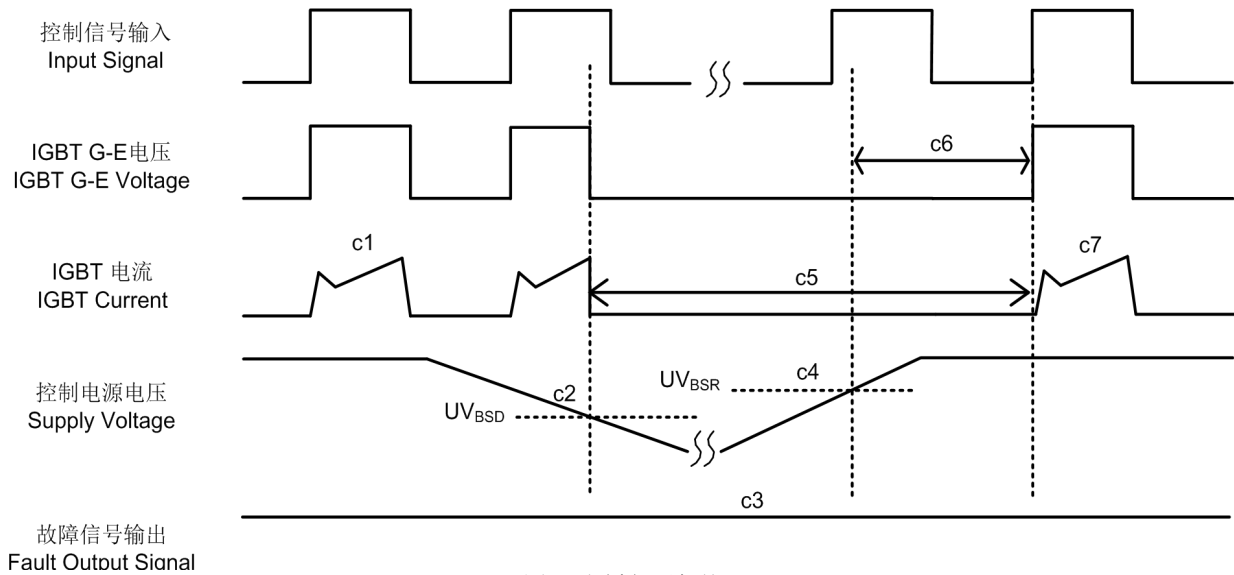 控制信号输入
Input Signal
IGBT G-E电压
IGBT G-E Voltage
c6
IGBT 电流
IGBT Current
c1
c5
c7
控制电源电压
Supply Voltage
c2
UVBSD
UVBSR
c4
c3
故障信号输出
Fault Output Signal